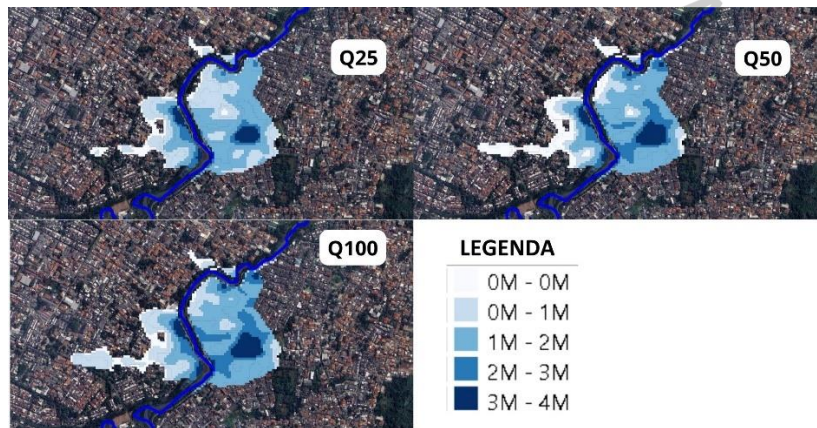 Q25
Q50
Q100
LEGENDA
0M - 0M
0M - 1M
1M - 2M
2M - 3M
3M - 4M